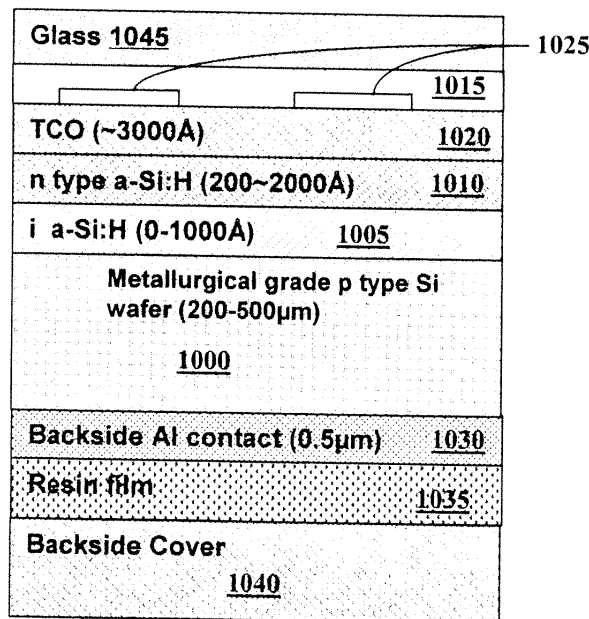 Glass 1045
1025
1015
TCO (~3000Å) 1020
n type a-Si:H (200~2000Å) 1010
i a-Si:H (0-1000Å) 1005
Metallurgical grade p type Si
wafer (200-500µm)
1000
Backside Al contact (0.5µm) 1030
Resin film 1035
Backside Cover
1040